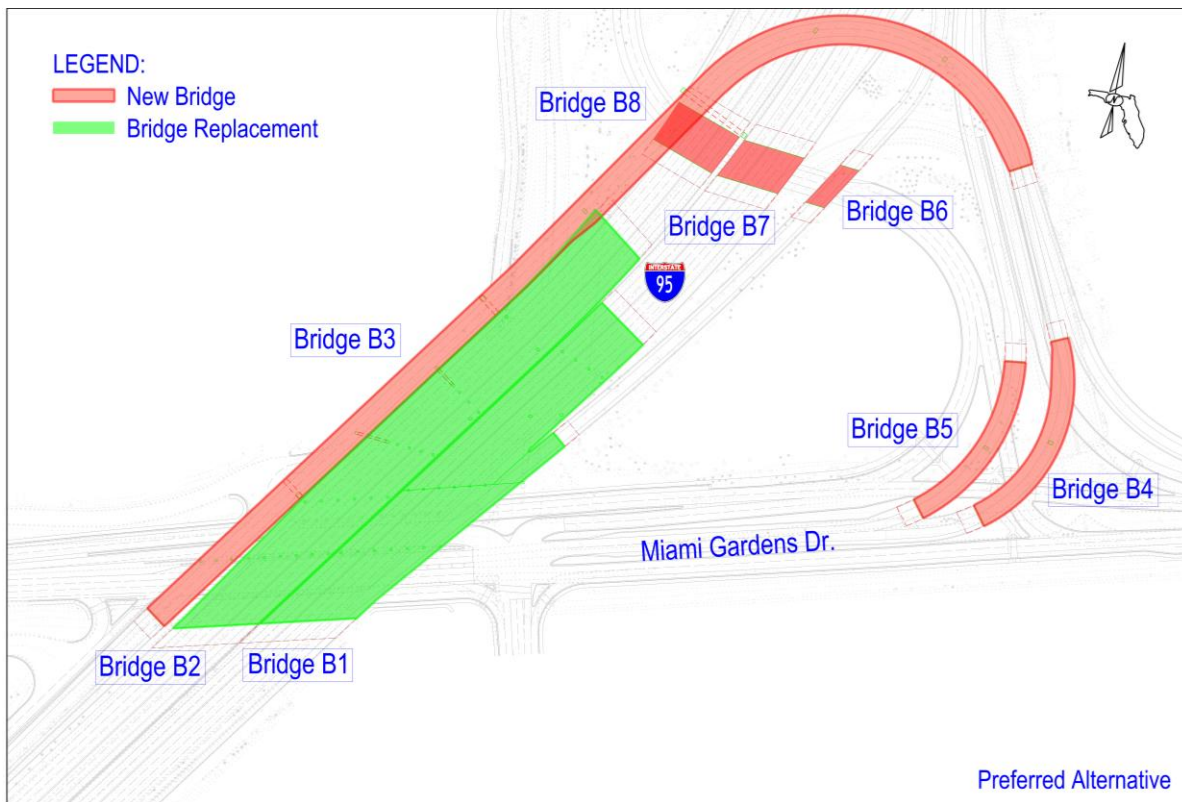 LEGEND:
New Bridge
Bridge Replacement
Bridge B8
Bridge B7
Bridge B6
INTERSTATE
95
Bridge B3
Bridge B5
Bridge B4
Miami Gardens Dr.
Bridge B2
Bridge B1
Preferred Alternative